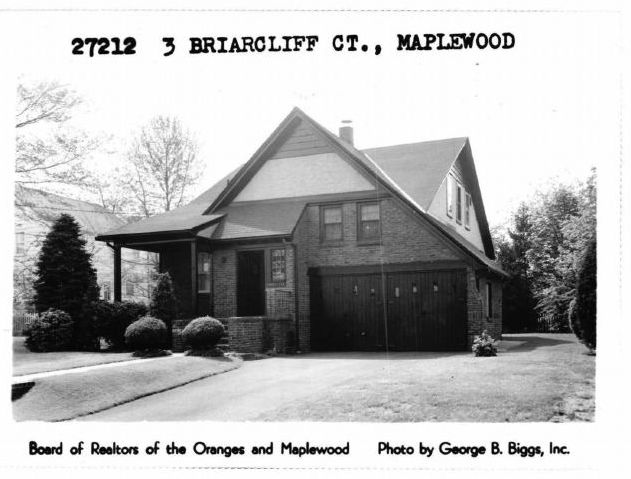 27212 3 BRIARCLIFF CT., MAPLEWOOD
Board of Realtors of the Oranges and Maplewood Photo by George B. Biggs, Inc.